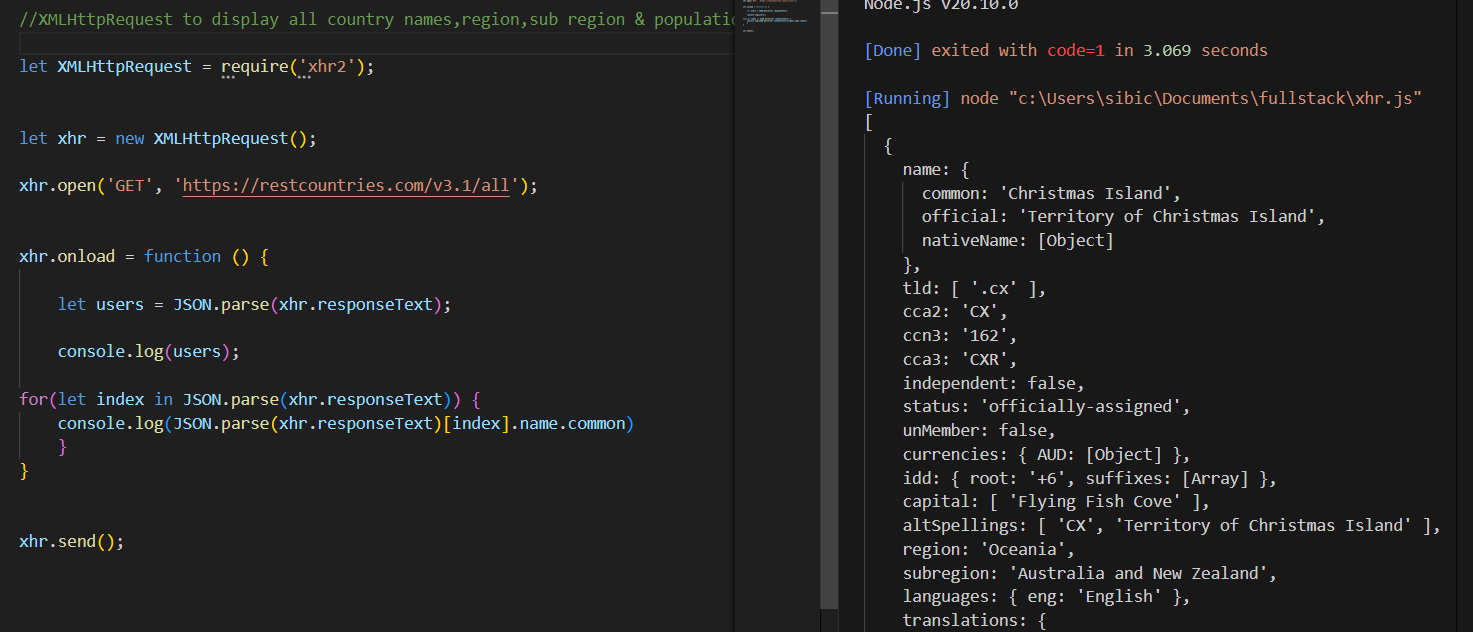 //XMLHttpRequest to display all country names,region,sub region & populatio
let XMLHttpRequest = require('xhr2');
let xhr = new XMLHttpRequest();
xhr.open('GET', 'https://restcountries.com/v3.1/all');
xhr.onload = function () {
let users = JSON.parse(xhr.responseText);
console.log(users);
for(let index in JSON.parse(xhr.responseText)) {
console.log(JSON.parse(xhr.responseText)[index].name.common)
}
}
xhr.send();
Node.js v20.10.0
[Done] exited with code=1 in 3.069 seconds
[Running] node "c:\Users\sibic\Documents\fullstack\xhr.js"
[
{
name: {
common: 'Christmas Island',
official: 'Territory of Christmas Island',
nativeName: [Object]
},
tld: [ '.cx' ],
cca2: 'CX',
ccn3: '162',
cca3: 'CXR',
independent: false,
status: 'officially-assigned',
unMember: false,
currencies: { AUD: [Object] },
idd: { root: '+6', suffixes: [Array] },
capital: [ 'Flying Fish Cove' ],
altSpellings: [ 'CX', 'Territory of Christmas Island' ],
region: 'Oceania',
subregion: 'Australia and New Zealand',
languages: { eng: 'English' },
translations: {